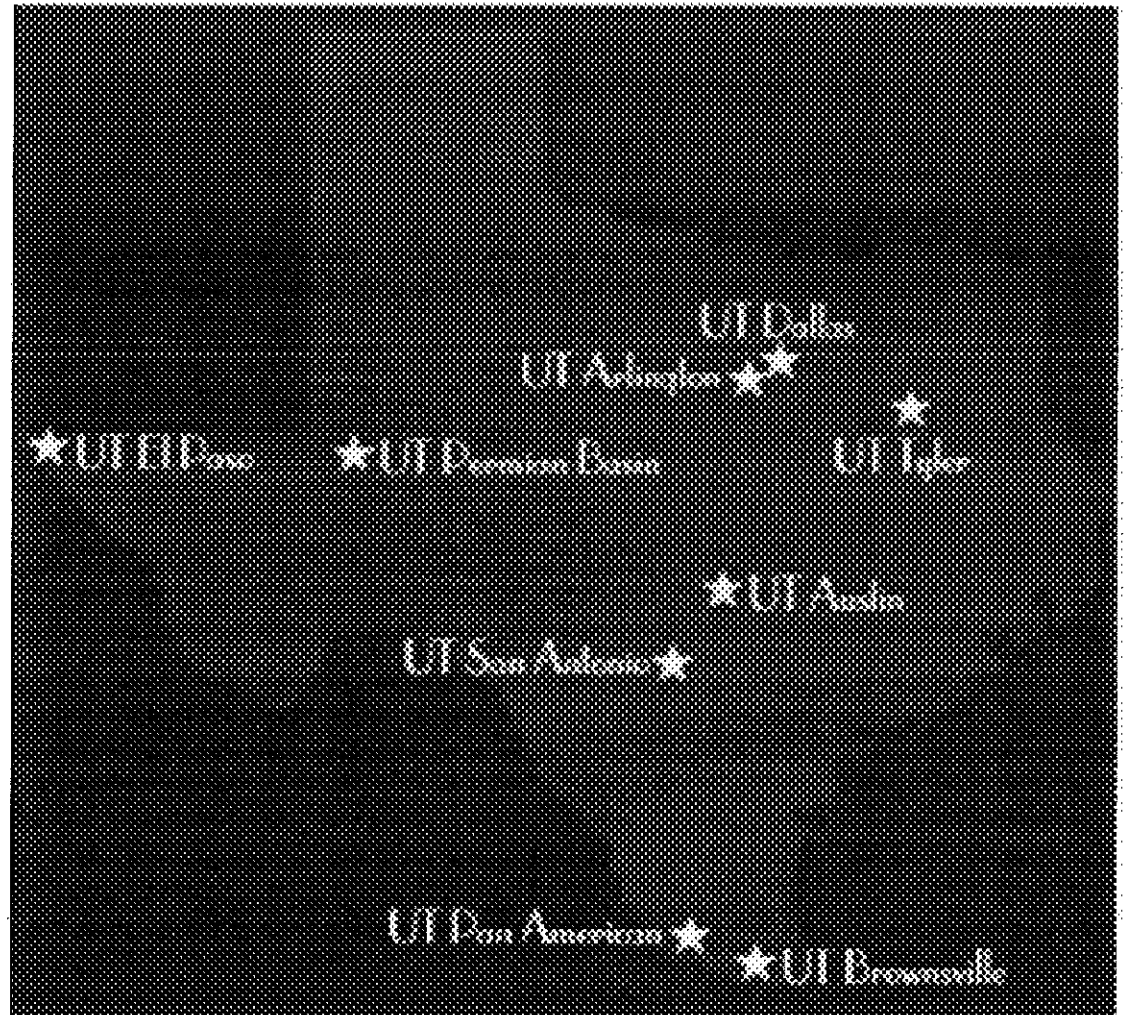 UT Dallas
UT Arlington
UT El Paso
UT Permian Basin
UT Tyler
UT Austin
UT San Antonio
UT Pan American
UT Brownsville